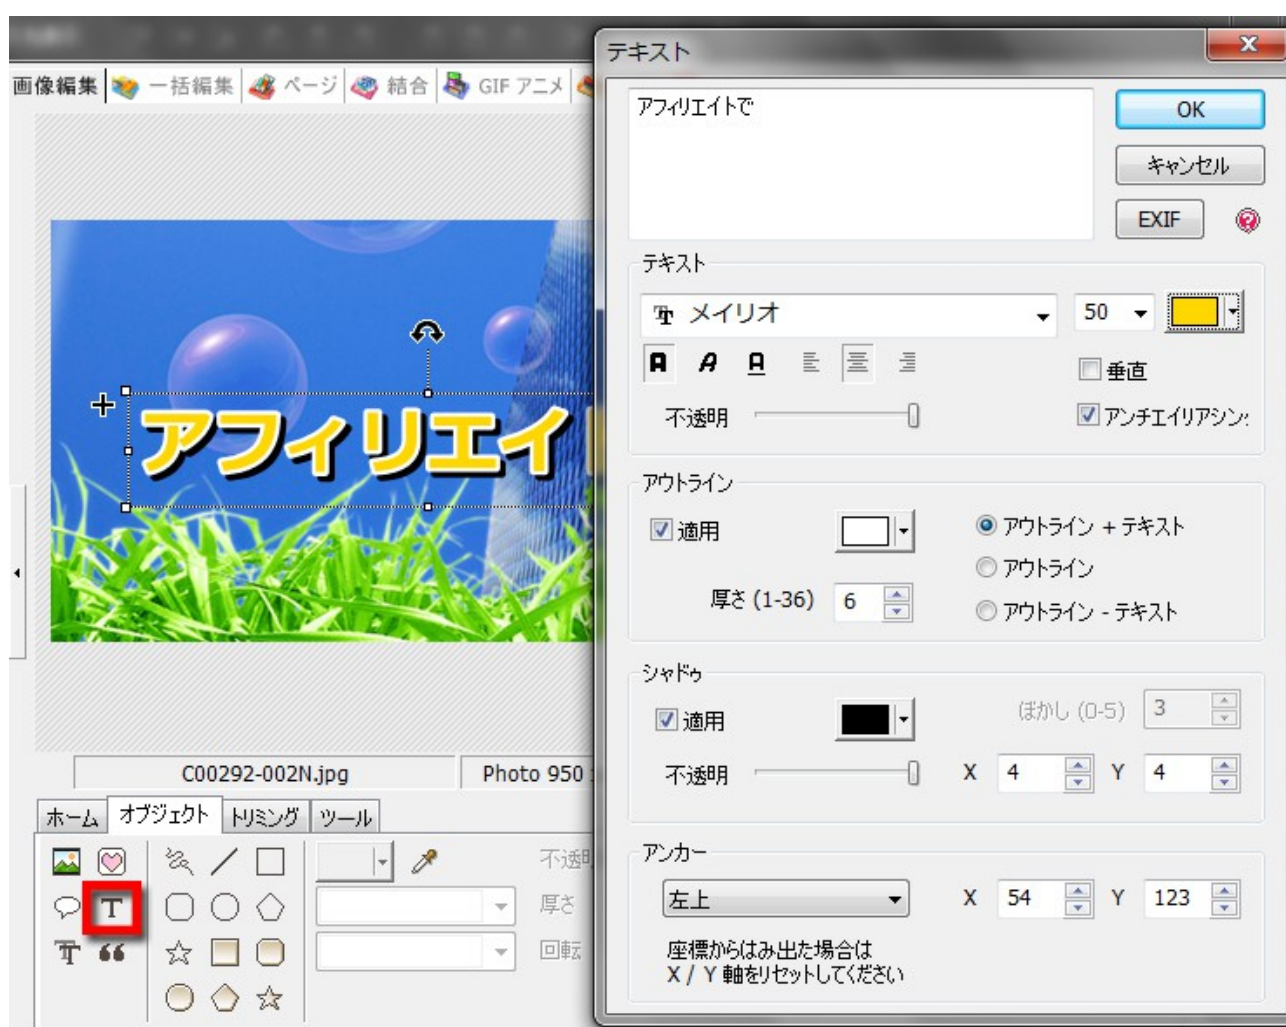 テキスト
画像編集 一括編集 ページ 結合 GIF アニメ
アフィリエイトで
OK
キャンセル
EXIF
テキスト
メイリオ 50
A A A
垂直
不透明 アンチエイリアシン
アフィリエイ
アウトライン
適用 アウトライン + テキスト
アウトライン
厚さ (1-36) 6
アウトライン - テキスト
シャドゥ
適用 ぼかし (0-5) 3
不透明 X 4 Y 4
C00292-002N.jpg Photo 950
ホーム オブジェクト トリミング ツール
不透明
T 厚さ
T 回転
アンカー
左上 X 54 Y 123
座標からはみ出た場合は
X / Y 軸をリセットしてください